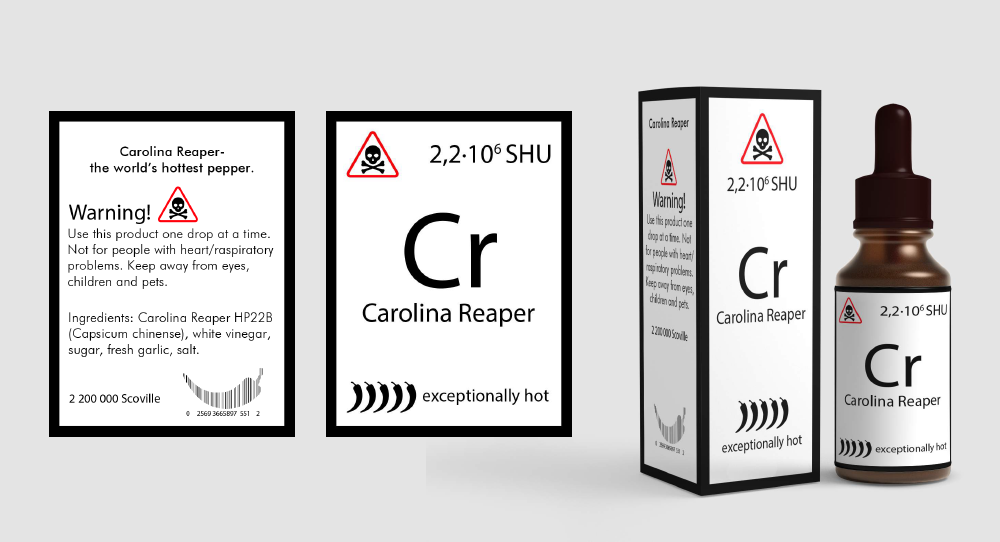 Carolina Reaper-
the world's hottest pepper.
Warning!
Use this product one drop at a time.
Not for people with heart/raspiratory
problems. Keep away from eyes,
children and pets.
Ingredients: Carolina Reaper HP22B
(Capsicum chinense), white vinegar,
sugar, fresh garlic, salt.
2 200 000 Scoville
0 2569 3665897 551 2
2,2·10⁶ SHU
Cr
Carolina Reaper
exceptionally hot
Carolina Reaper
Warning!
Use this product one
drop at a time. Not
for people with heart/
raspiratory problems.
Keep away from eyes,
children and pets.
2 200 000 Scoville
2,2·10⁶ SHU
Cr
Carolina Reaper
exceptionally hot
2,2·10⁶ SHU
Cr
Carolina Reaper
exceptionally hot